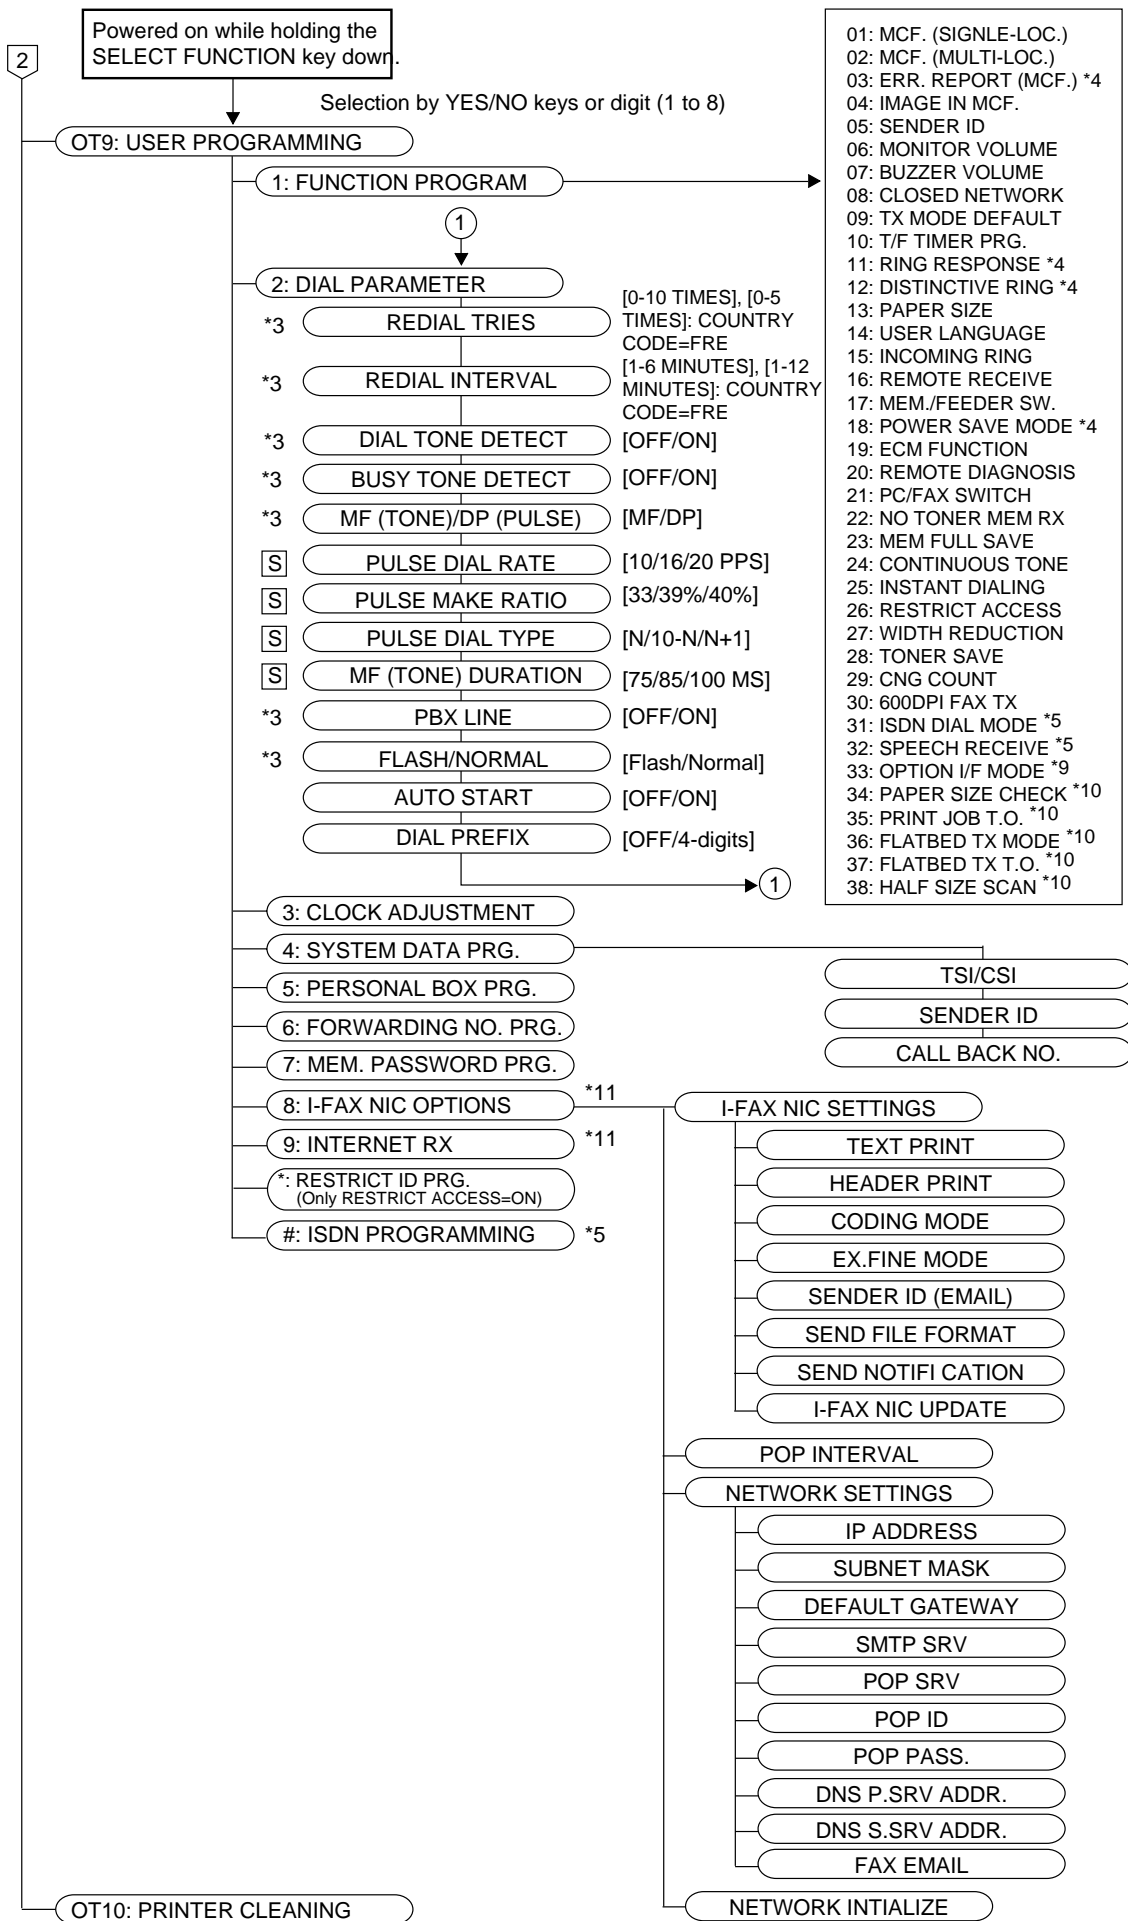 Powered on while holding the
SELECT FUNCTION key down.
2
Selection by YES/NO keys or digit (1 to 8)
OT9: USER PROGRAMMING
1: FUNCTION PROGRAM
01: MCF. (SIGNLE-LOC.)
02: MCF. (MULTI-LOC.)
03: ERR. REPORT (MCF.) *4
04: IMAGE IN MCF.
05: SENDER ID
06: MONITOR VOLUME
07: BUZZER VOLUME
08: CLOSED NETWORK
09: TX MODE DEFAULT
10: T/F TIMER PRG.
11: RING RESPONSE *4
12: DISTINCTIVE RING *4
13: PAPER SIZE
14: USER LANGUAGE
15: INCOMING RING
16: REMOTE RECEIVE
17: MEM./FEEDER SW.
18: POWER SAVE MODE *4
19: ECM FUNCTION
20: REMOTE DIAGNOSIS
21: PC/FAX SWITCH
22: NO TONER MEM RX
23: MEM FULL SAVE
24: CONTINUOUS TONE
25: INSTANT DIALING
26: RESTRICT ACCESS
27: WIDTH REDUCTION
28: TONER SAVE
29: CNG COUNT
30: 600DPI FAX TX
31: ISDN DIAL MODE *5
32: SPEECH RECEIVE *5
33: OPTION I/F MODE *9
34: PAPER SIZE CHECK *10
35: PRINT JOB T.O. *10
36: FLATBED TX MODE *10
37: FLATBED TX T.O. *10
38: HALF SIZE SCAN *10
1
2: DIAL PARAMETER
*3 REDIAL TRIES [0-10 TIMES], [0-5
TIMES]: COUNTRY
CODE=FRE
*3 REDIAL INTERVAL [1-6 MINUTES], [1-12
MINUTES]: COUNTRY
CODE=FRE
*3 DIAL TONE DETECT [OFF/ON]
*3 BUSY TONE DETECT [OFF/ON]
*3 MF (TONE)/DP (PULSE) [MF/DP]
S PULSE DIAL RATE [10/16/20 PPS]
S PULSE MAKE RATIO [33/39%/40%]
S PULSE DIAL TYPE [N/10-N/N+1]
S MF (TONE) DURATION [75/85/100 MS]
*3 PBX LINE [OFF/ON]
*3 FLASH/NORMAL [Flash/Normal]
AUTO START [OFF/ON]
DIAL PREFIX [OFF/4-digits]
1
3: CLOCK ADJUSTMENT
4: SYSTEM DATA PRG.
TSI/CSI
SENDER ID
CALL BACK NO.
5: PERSONAL BOX PRG.
6: FORWARDING NO. PRG.
7: MEM. PASSWORD PRG.
8: I-FAX NIC OPTIONS *11
9: INTERNET RX *11
*: RESTRICT ID PRG.
(Only RESTRICT ACCESS=ON)
#: ISDN PROGRAMMING *5
I-FAX NIC SETTINGS
TEXT PRINT
HEADER PRINT
CODING MODE
EX.FINE MODE
SENDER ID (EMAIL)
SEND FILE FORMAT
SEND NOTIFI CATION
I-FAX NIC UPDATE
POP INTERVAL
NETWORK SETTINGS
IP ADDRESS
SUBNET MASK
DEFAULT GATEWAY
SMTP SRV
POP SRV
POP ID
POP PASS.
DNS P.SRV ADDR.
DNS S.SRV ADDR.
FAX EMAIL
NETWORK INTIALIZE
OT10: PRINTER CLEANING